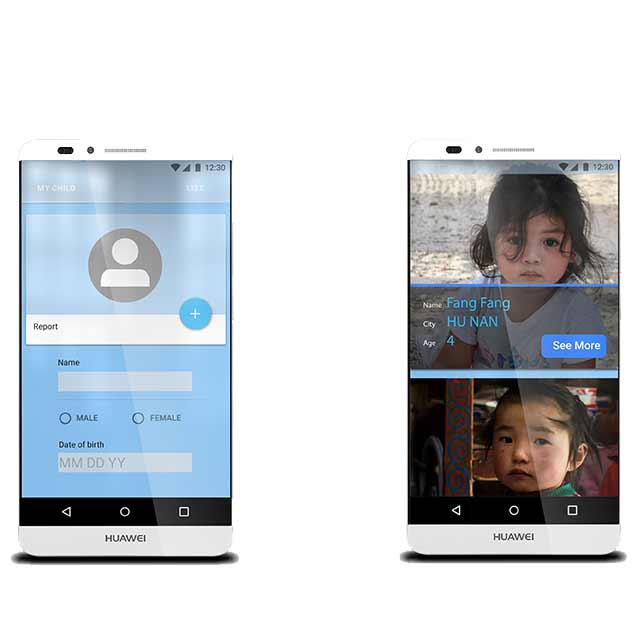 12:30
MY CHILD LIST
Report
Name
MALE FEMALE
Date of birth
MM DD YY
HUAWEI
12:30
Name Fang Fang
City HU NAN
Age 4
See More
HUAWEI